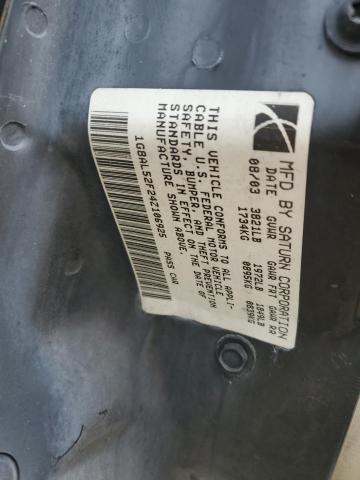 MFD BY SATURN CORPORATION
DATE GVWR GAWR FRT GAWR RR
08/03 3821LB 1972LB 1849LB
1734KG 0895KG 0839KG
THIS VEHICLE CONFORMS TO ALL APPLI-
CABLE U.S. FEDERAL MOTOR VEHICLE
SAFETY, BUMPER, AND THEFT PREVENTION
STANDARDS IN EFFECT ON THE DATE OF
MANUFACTURE SHOWN ABOVE.
1G8AL52F24Z106925 PASS CAR